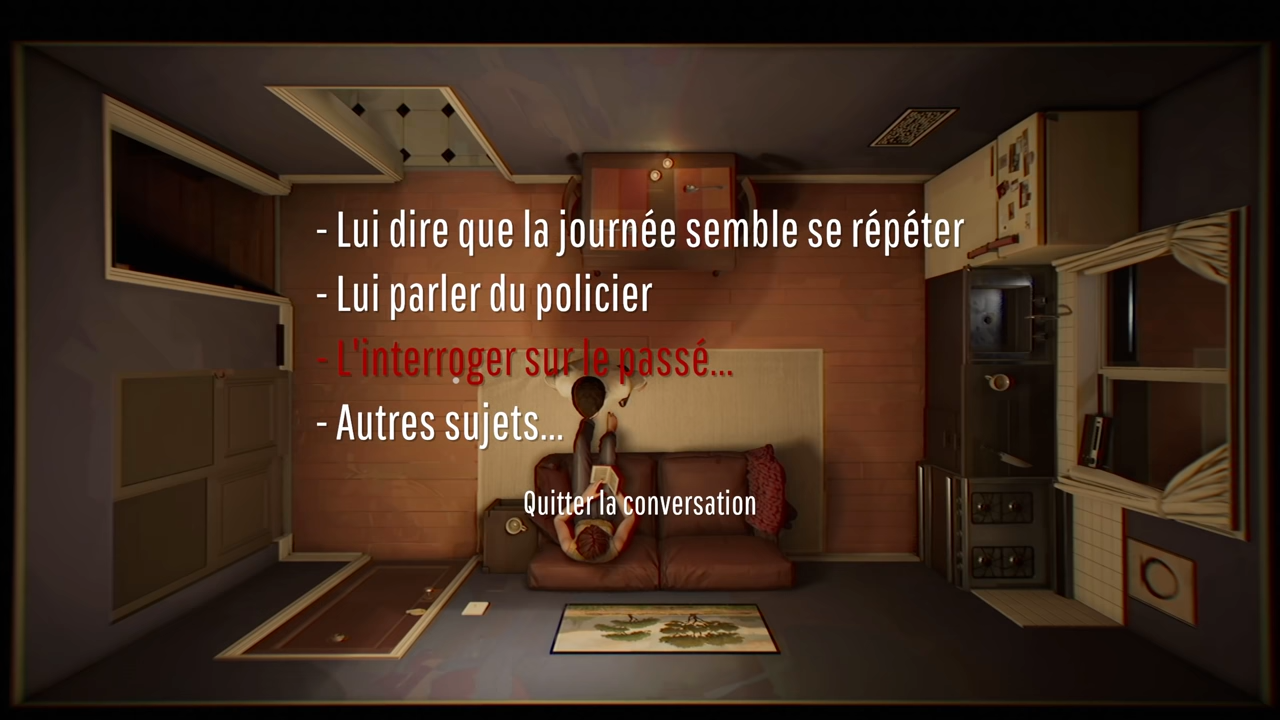 - Lui dire que la journée semble se répéter
- Lui parler du policier
- L'interroger sur le passé...
- Autres sujets...
Quitter la conversation